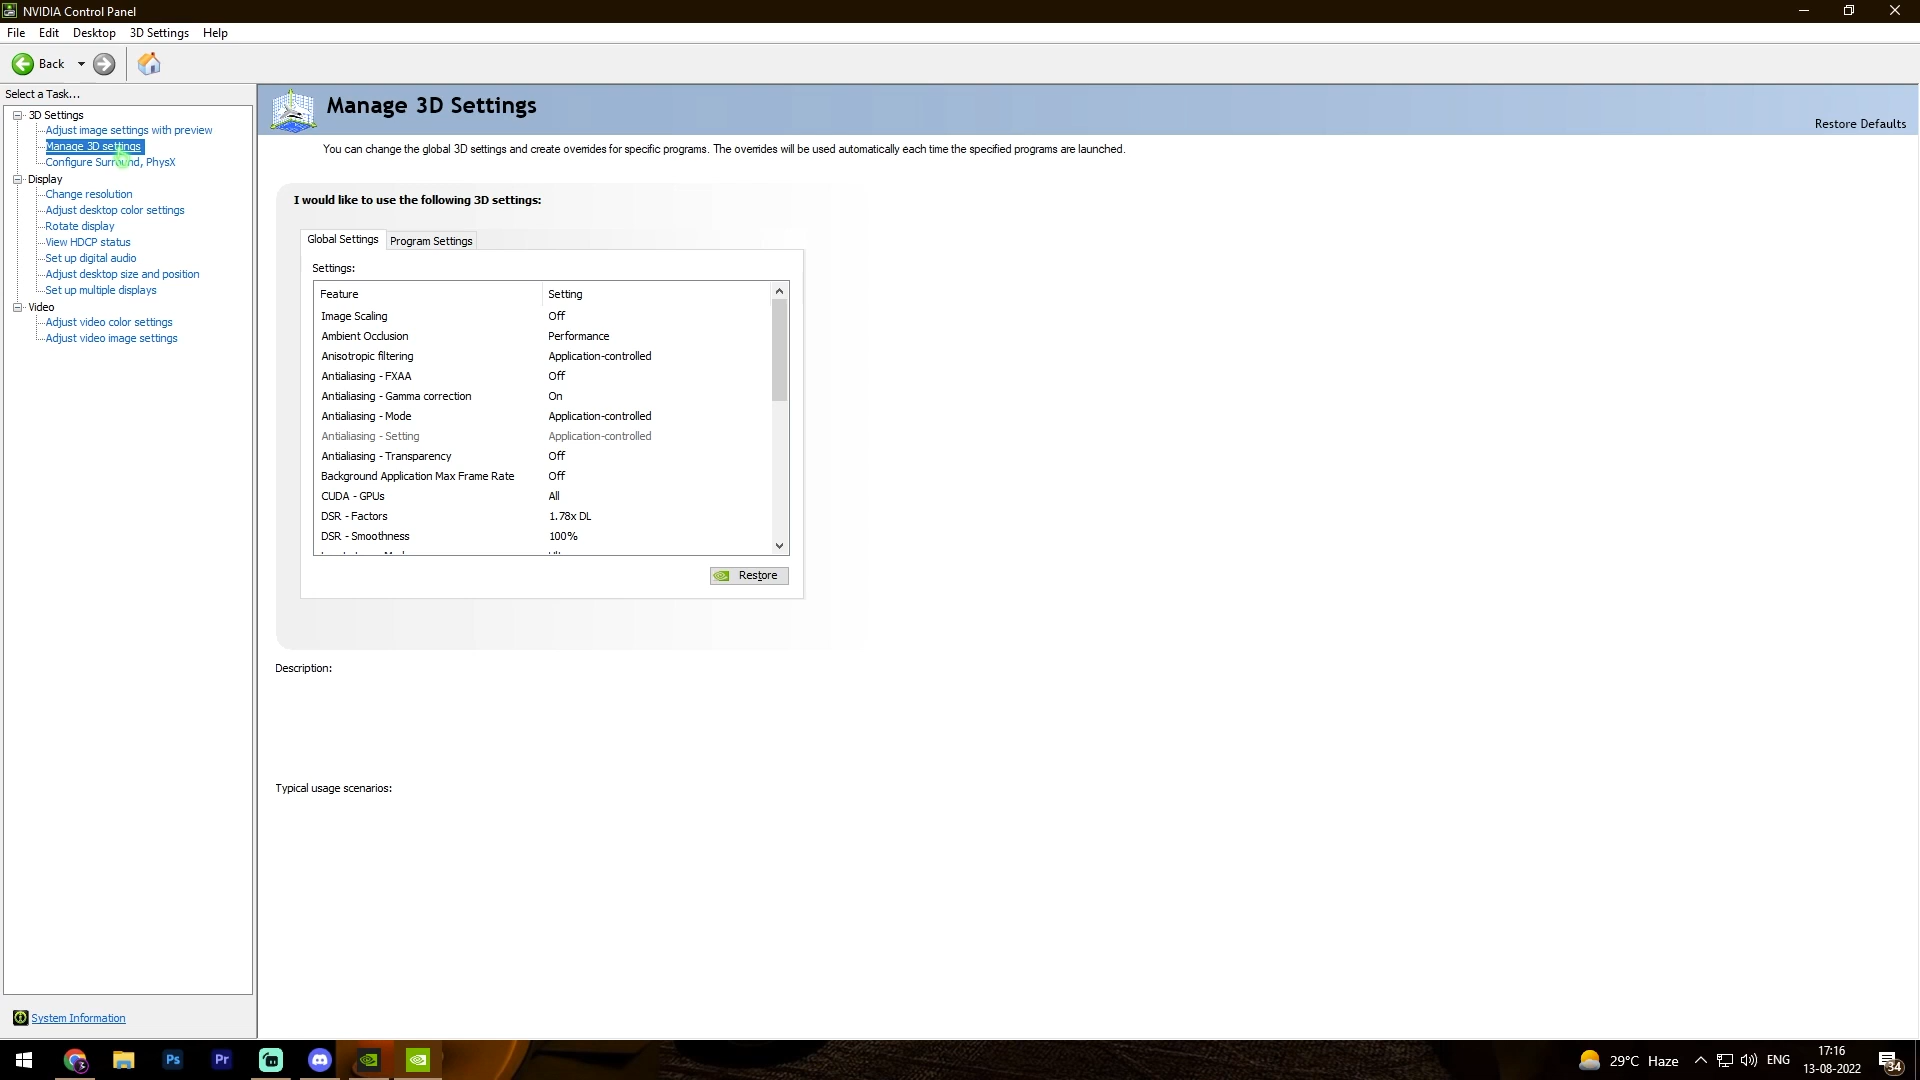 NVIDIA Control Panel
File Edit Desktop 3D Settings Help
Back
Select a Task...
3D Settings
Adjust image settings with preview
Manage 3D settings
Configure Surround, PhysX
Display
Change resolution
Adjust desktop color settings
Rotate display
View HDCP status
Set up digital audio
Adjust desktop size and position
Set up multiple displays
Video
Adjust video color settings
Adjust video image settings
System Information
Manage 3D Settings
Restore Defaults
You can change the global 3D settings and create overrides for specific programs. The overrides will be used automatically each time the specified programs are launched.
I would like to use the following 3D settings:
Global Settings Program Settings
Settings:
Feature Setting
Image Scaling Off
Ambient Occlusion Performance
Anisotropic filtering Application-controlled
Antialiasing - FXAA Off
Antialiasing - Gamma correction On
Antialiasing - Mode Application-controlled
Antialiasing - Setting Application-controlled
Antialiasing - Transparency Off
Background Application Max Frame Rate Off
CUDA - GPUs All
DSR - Factors 1.78x DL
DSR - Smoothness 100%
Restore
Description:
Typical usage scenarios:
Ps Pr
29°C Haze
ENG
17:16
13-08-2022
34